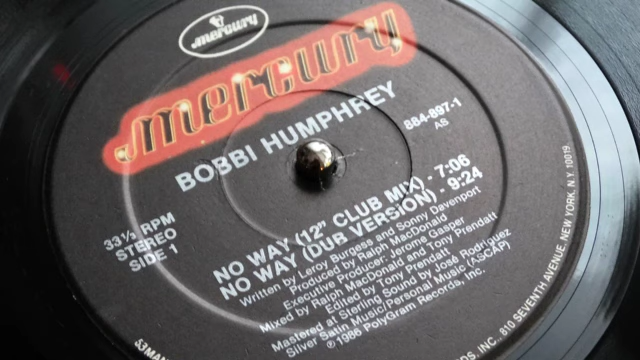 mercury
mercury
BOBBI HUMPHREY
884-897-1
AS
33⅓ RPM
STEREO
SIDE 1
NO WAY (12" CLUB MIX) - 7:06
NO WAY (DUB VERSION) - 9:24
Written by Leroy Burgess and Sonny Davenport
Produced by Ralph MacDonald
Executive Producer: Jerome Gasper
Mixed by Ralph MacDonald and Tony Prendatt
Edited by Tony Prendatt
Mastered at Sterling Sound by José Rodriguez
Silver Satin Music/Personal Music (ASCAP)
℗ 1986 PolyGram Records, Inc.
INC., 810 SEVENTH AVENUE, NEW YORK, N.Y. 10019